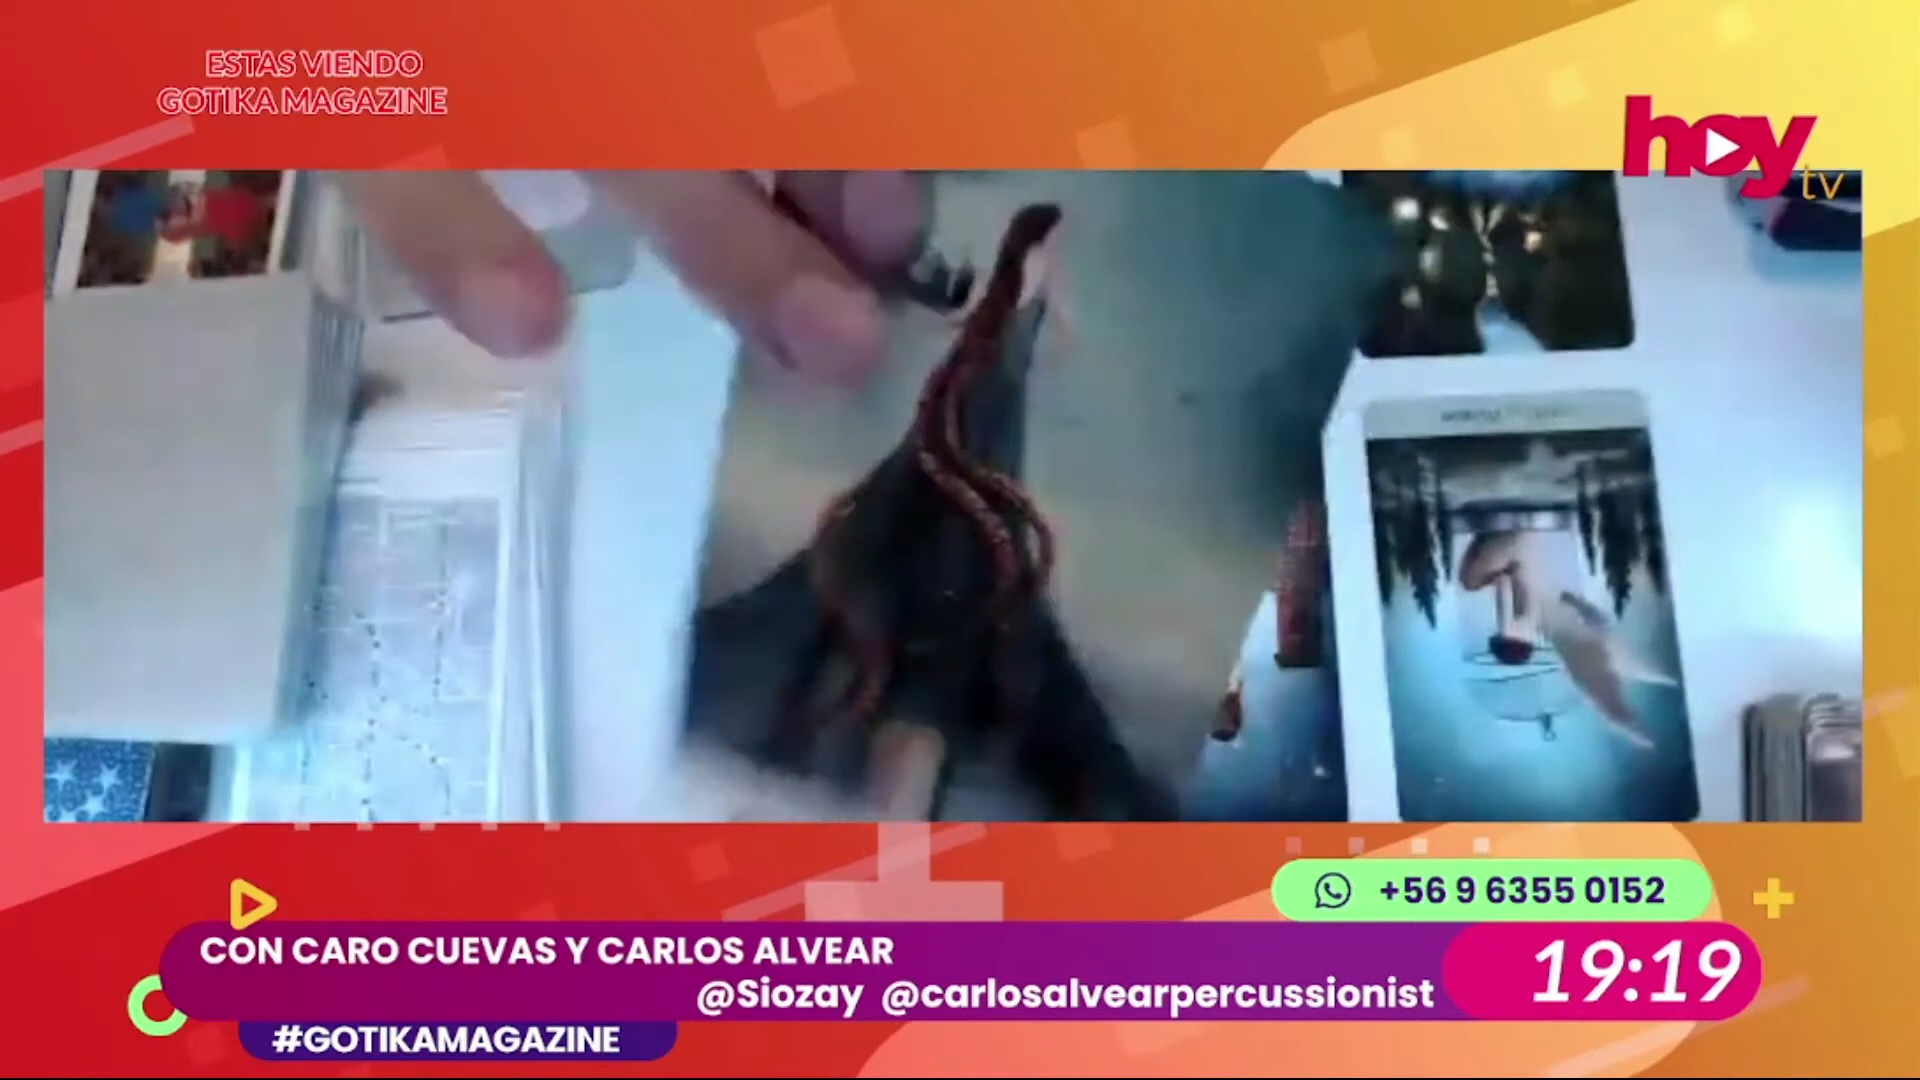 ESTAS VIENDO
GOTIKA MAGAZINE
hoy
tv
+56 9 6355 0152
CON CARO CUEVAS Y CARLOS ALVEAR
@Siozay @carlosalvearpercussionist
19:19
#GOTIKAMAGAZINE